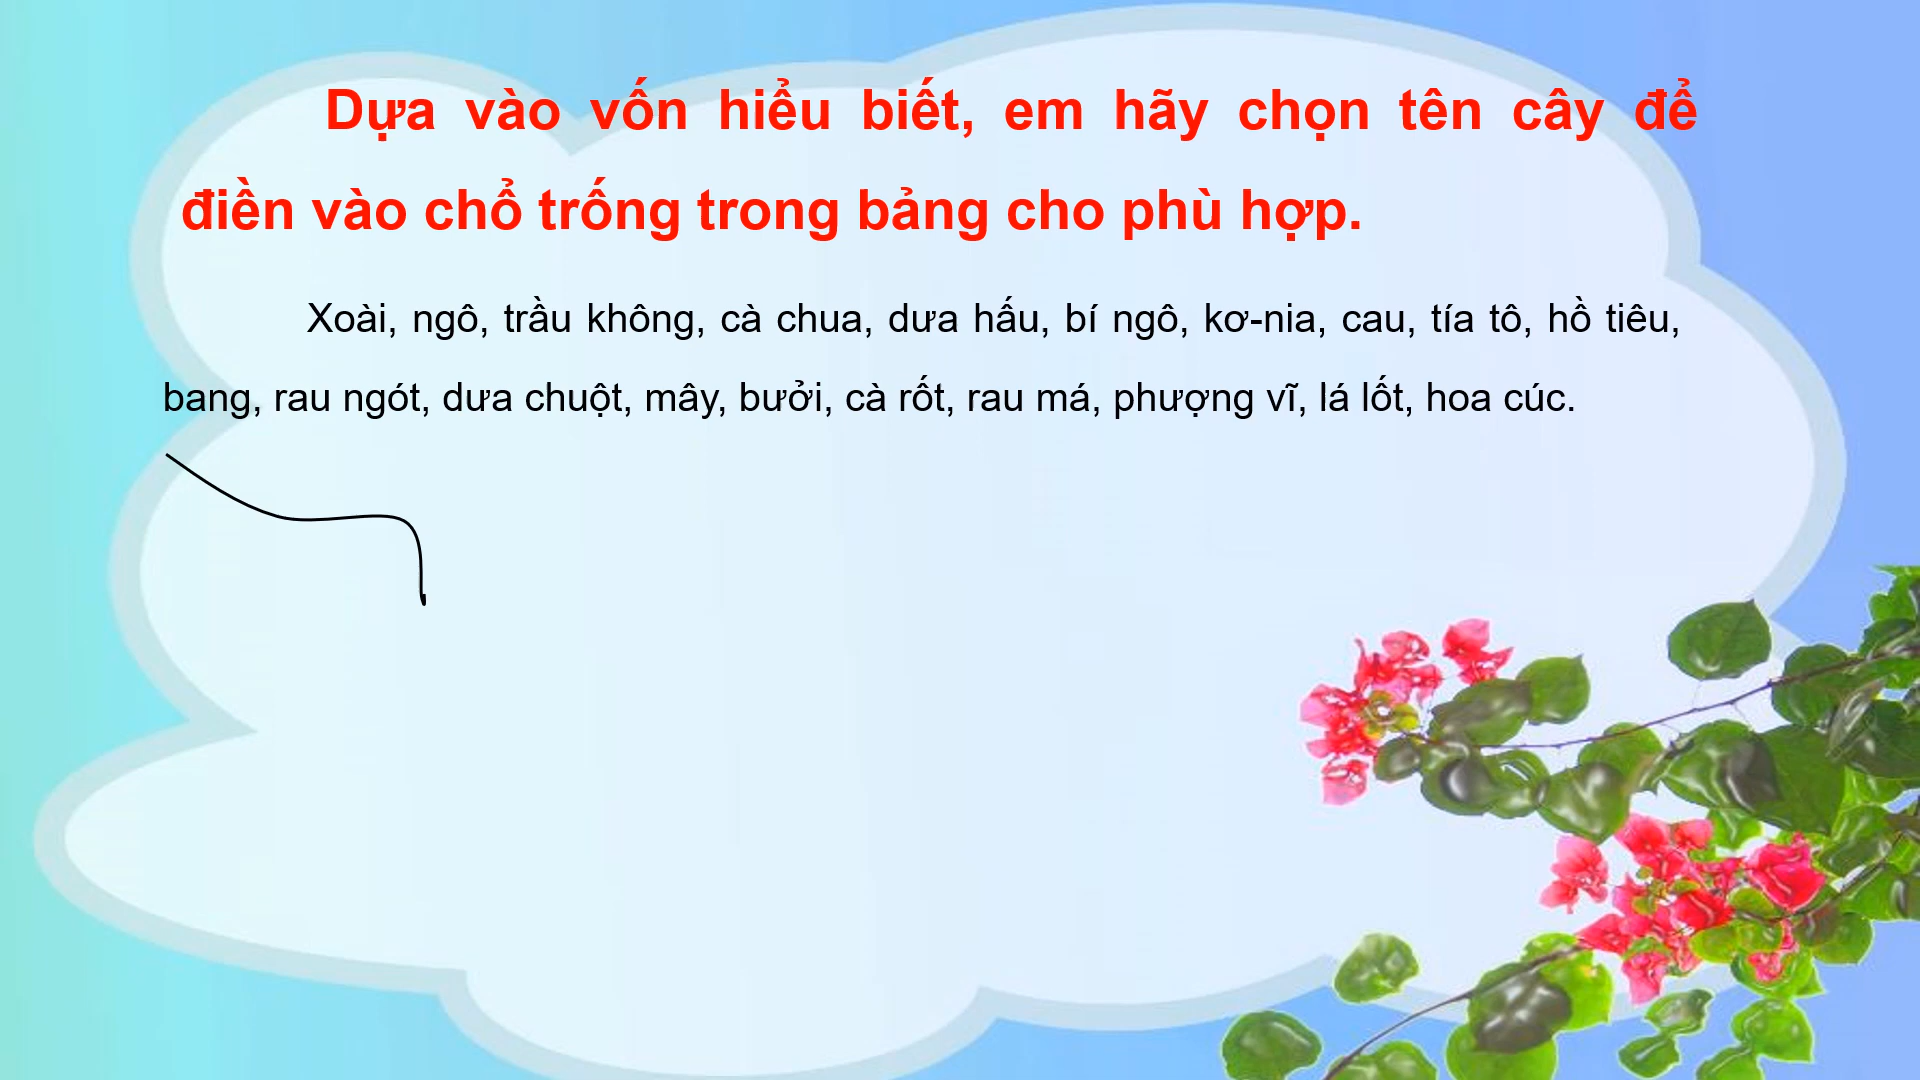 Dựa vào vốn hiểu biết, em hãy chọn tên cây để
điền vào chổ trống trong bảng cho phù hợp.
Xoài, ngô, trầu không, cà chua, dưa hấu, bí ngô, kơ-nia, cau, tía tô, hồ tiêu,
bang, rau ngót, dưa chuột, mây, bưởi, cà rốt, rau má, phượng vĩ, lá lốt, hoa cúc.